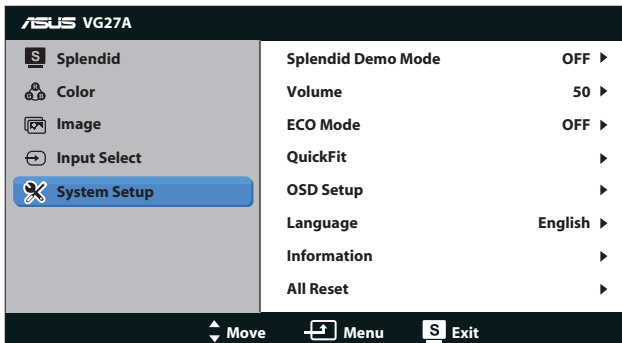 ASUS VG27A
S Splendid
Color
Image
Input Select
System Setup
Splendid Demo Mode OFF
Volume 50
ECO Mode OFF
QuickFit
OSD Setup
Language English
Information
All Reset
Move Menu S Exit